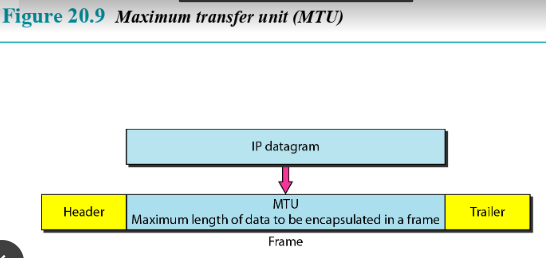 Figure 20.9 Maximum transfer unit (MTU)
IP datagram
Header
MTU
Maximum length of data to be encapsulated in a frame
Trailer
Frame